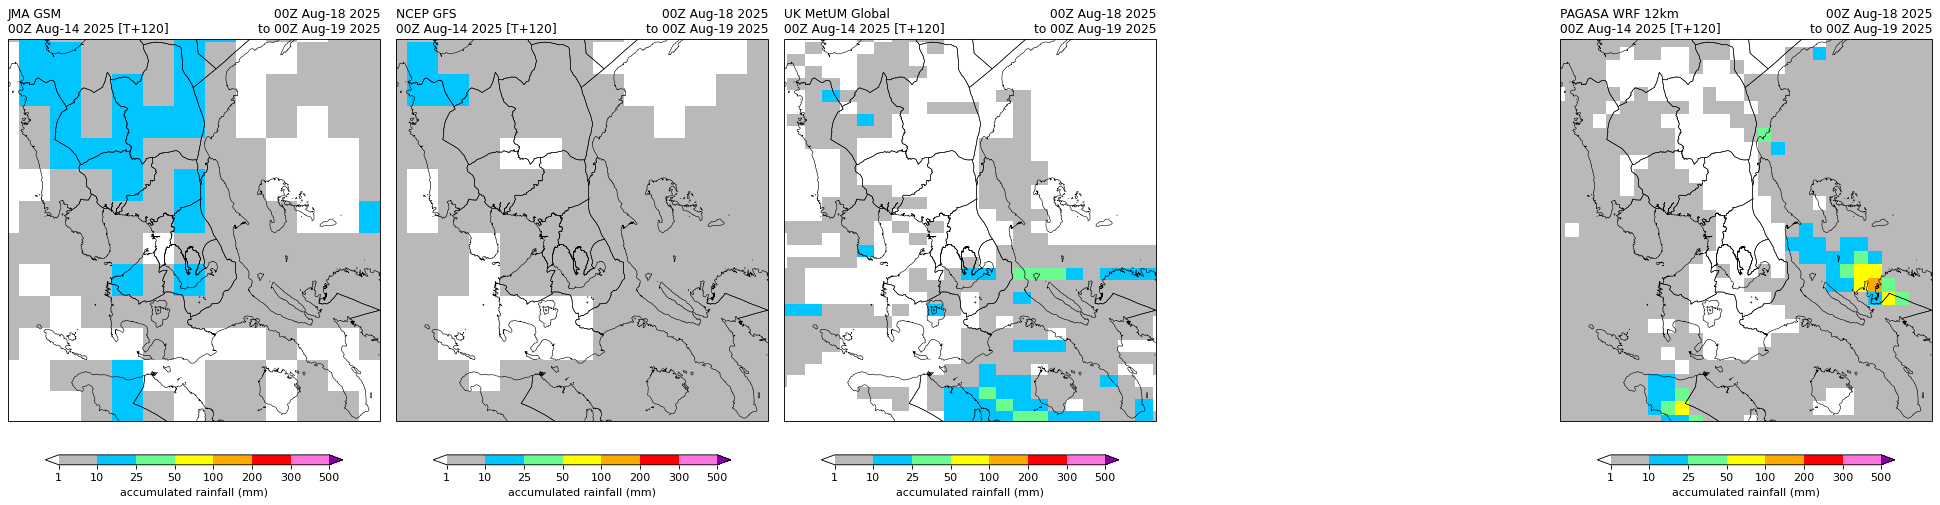 JMA GSM 00Z Aug-18 2025
00Z Aug-14 2025 [T+120] to 00Z Aug-19 2025
1 10 25 50 100 200 300 500
accumulated rainfall (mm)
NCEP GFS 00Z Aug-18 2025
00Z Aug-14 2025 [T+120] to 00Z Aug-19 2025
1 10 25 50 100 200 300 500
accumulated rainfall (mm)
UK MetUM Global 00Z Aug-18 2025
00Z Aug-14 2025 [T+120] to 00Z Aug-19 2025
1 10 25 50 100 200 300 500
accumulated rainfall (mm)
PAGASA WRF 12km 00Z Aug-18 2025
00Z Aug-14 2025 [T+120] to 00Z Aug-19 2025
1 10 25 50 100 200 300 500
accumulated rainfall (mm)